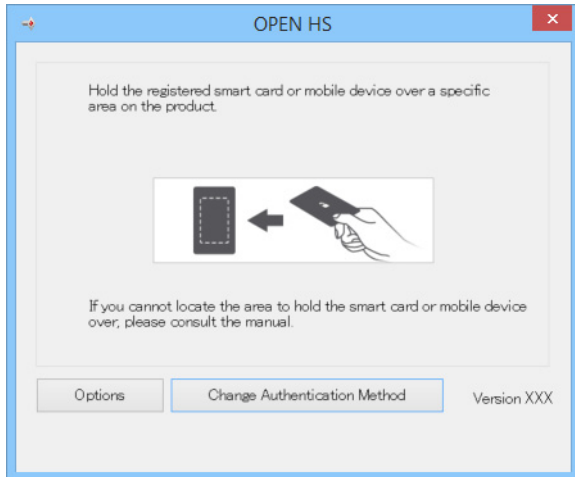 OPEN HS
Hold the registered smart card or mobile device over a specific
area on the product.
If you cannot locate the area to hold the smart card or mobile device
over, please consult the manual.
Options
Change Authentication Method
Version XXX